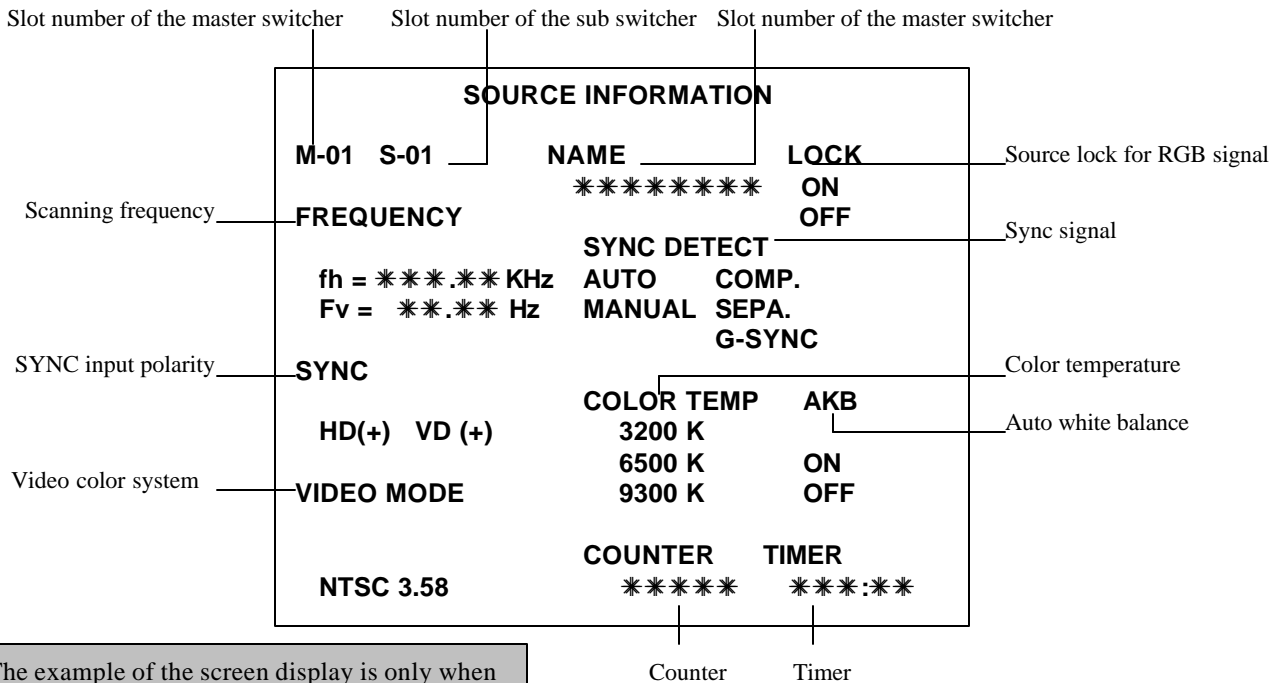 Slot number of the master switcher Slot number of the sub switcher Slot number of the master switcher
SOURCE INFORMATION
M-01 S-01 NAME LOCK Source lock for RGB signal
******** ON
Scanning frequency FREQUENCY OFF
Sync signal
SYNC DETECT
fh = ***.** KHz AUTO COMP.
Fv = **.** Hz MANUAL SEPA.
G-SYNC
SYNC input polarity SYNC Color temperature
COLOR TEMP AKB
HD(+) VD (+) 3200 K Auto white balance
6500 K ON
Video color system VIDEO MODE 9300 K OFF
COUNTER TIMER
NTSC 3.58 ***** ***:**
Counter Timer
The example of the screen display is only when